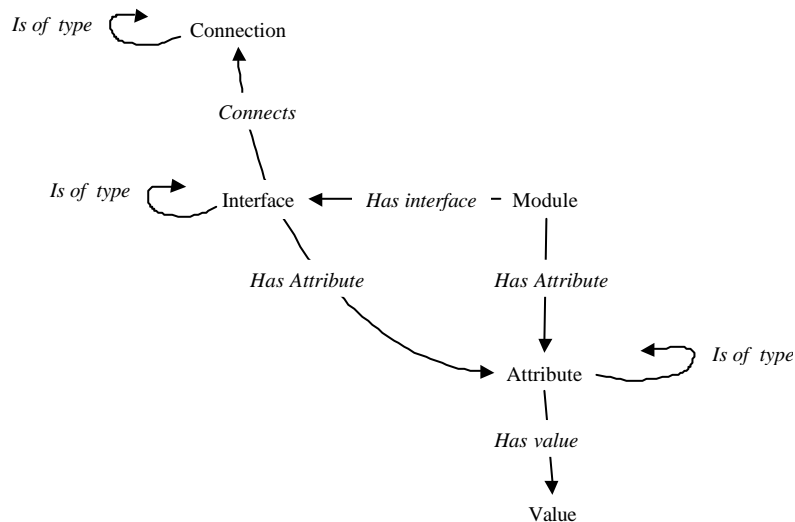 Is of type
Connection
Connects
Is of type
Interface
Has interface
Module
Has Attribute
Has Attribute
Is of type
Attribute
Has value
Value